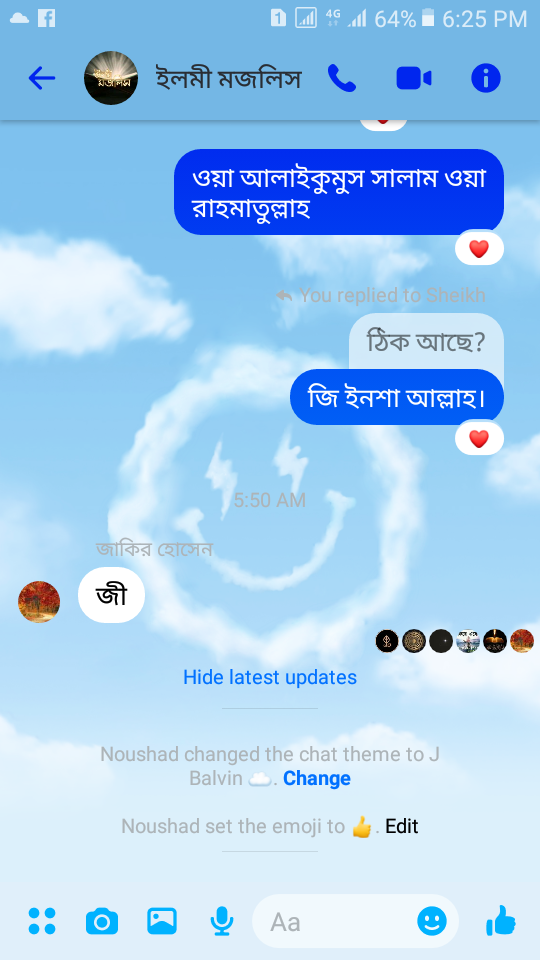 1 4G 64% 6:25 PM
ইলমী মজলিস
ওয়া আলাইকুমুস সালাম ওয়া
রাহমাতুল্লাহ
You replied to Sheikh
ঠিক আছে?
জি ইনশা আল্লাহ।
5:50 AM
জাকির হোসেন
জী
Hide latest updates
Noushad changed the chat theme to J
Balvin ☁️. Change
Noushad set the emoji to 👍. Edit
Aa